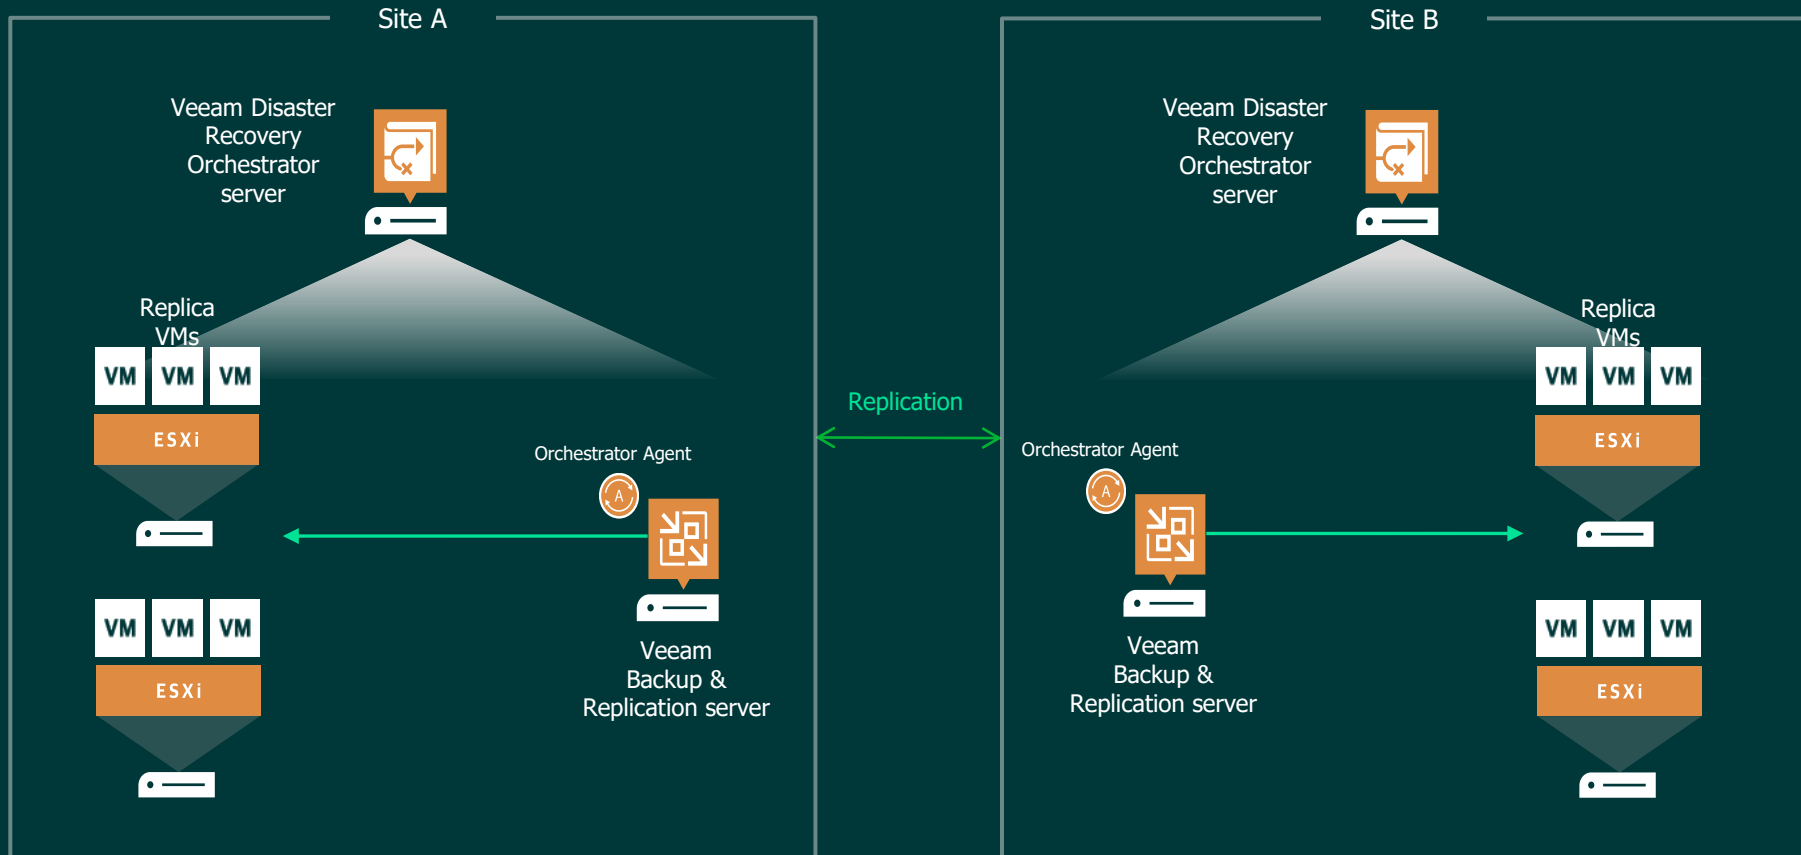 Site A
Veeam Disaster
Recovery
Orchestrator
server
Replica
VMs
VM VM VM
ESXi
Orchestrator Agent
A
VM VM VM
ESXi
Veeam
Backup &
Replication server
Replication
Site B
Veeam Disaster
Recovery
Orchestrator
server
Replica
VMs
VM VM VM
ESXi
Orchestrator Agent
A
Veeam
Backup &
Replication server
VM VM VM
ESXi